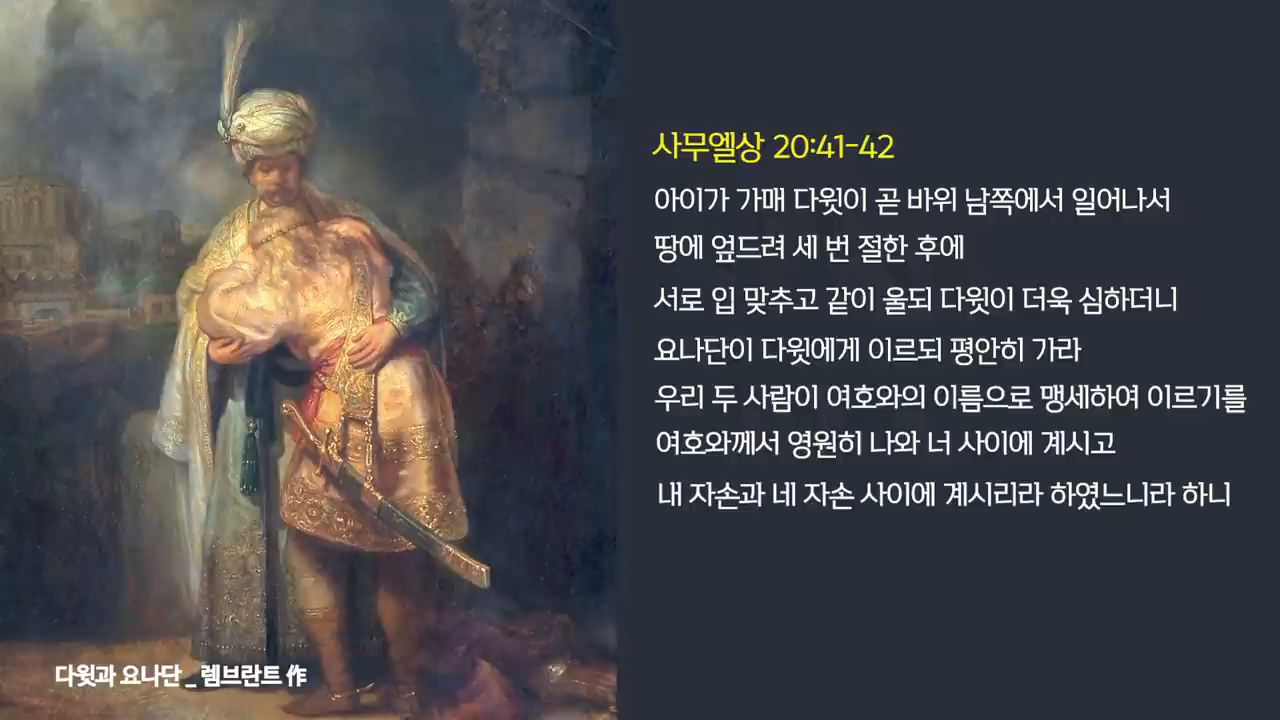 사무엘상 20:41-42
아이가 가매 다윗이 곧 바위 남쪽에서 일어나서
땅에 엎드려 세 번 절한 후에
서로 입 맞추고 같이 울되 다윗이 더욱 심하더니
요나단이 다윗에게 이르되 평안히 가라
우리 두 사람이 여호와의 이름으로 맹세하여 이르기를
여호와께서 영원히 나와 너 사이에 계시고
내 자손과 네 자손 사이에 계시리라 하였느니라 하니
다윗과 요나단 _ 렘브란트 作